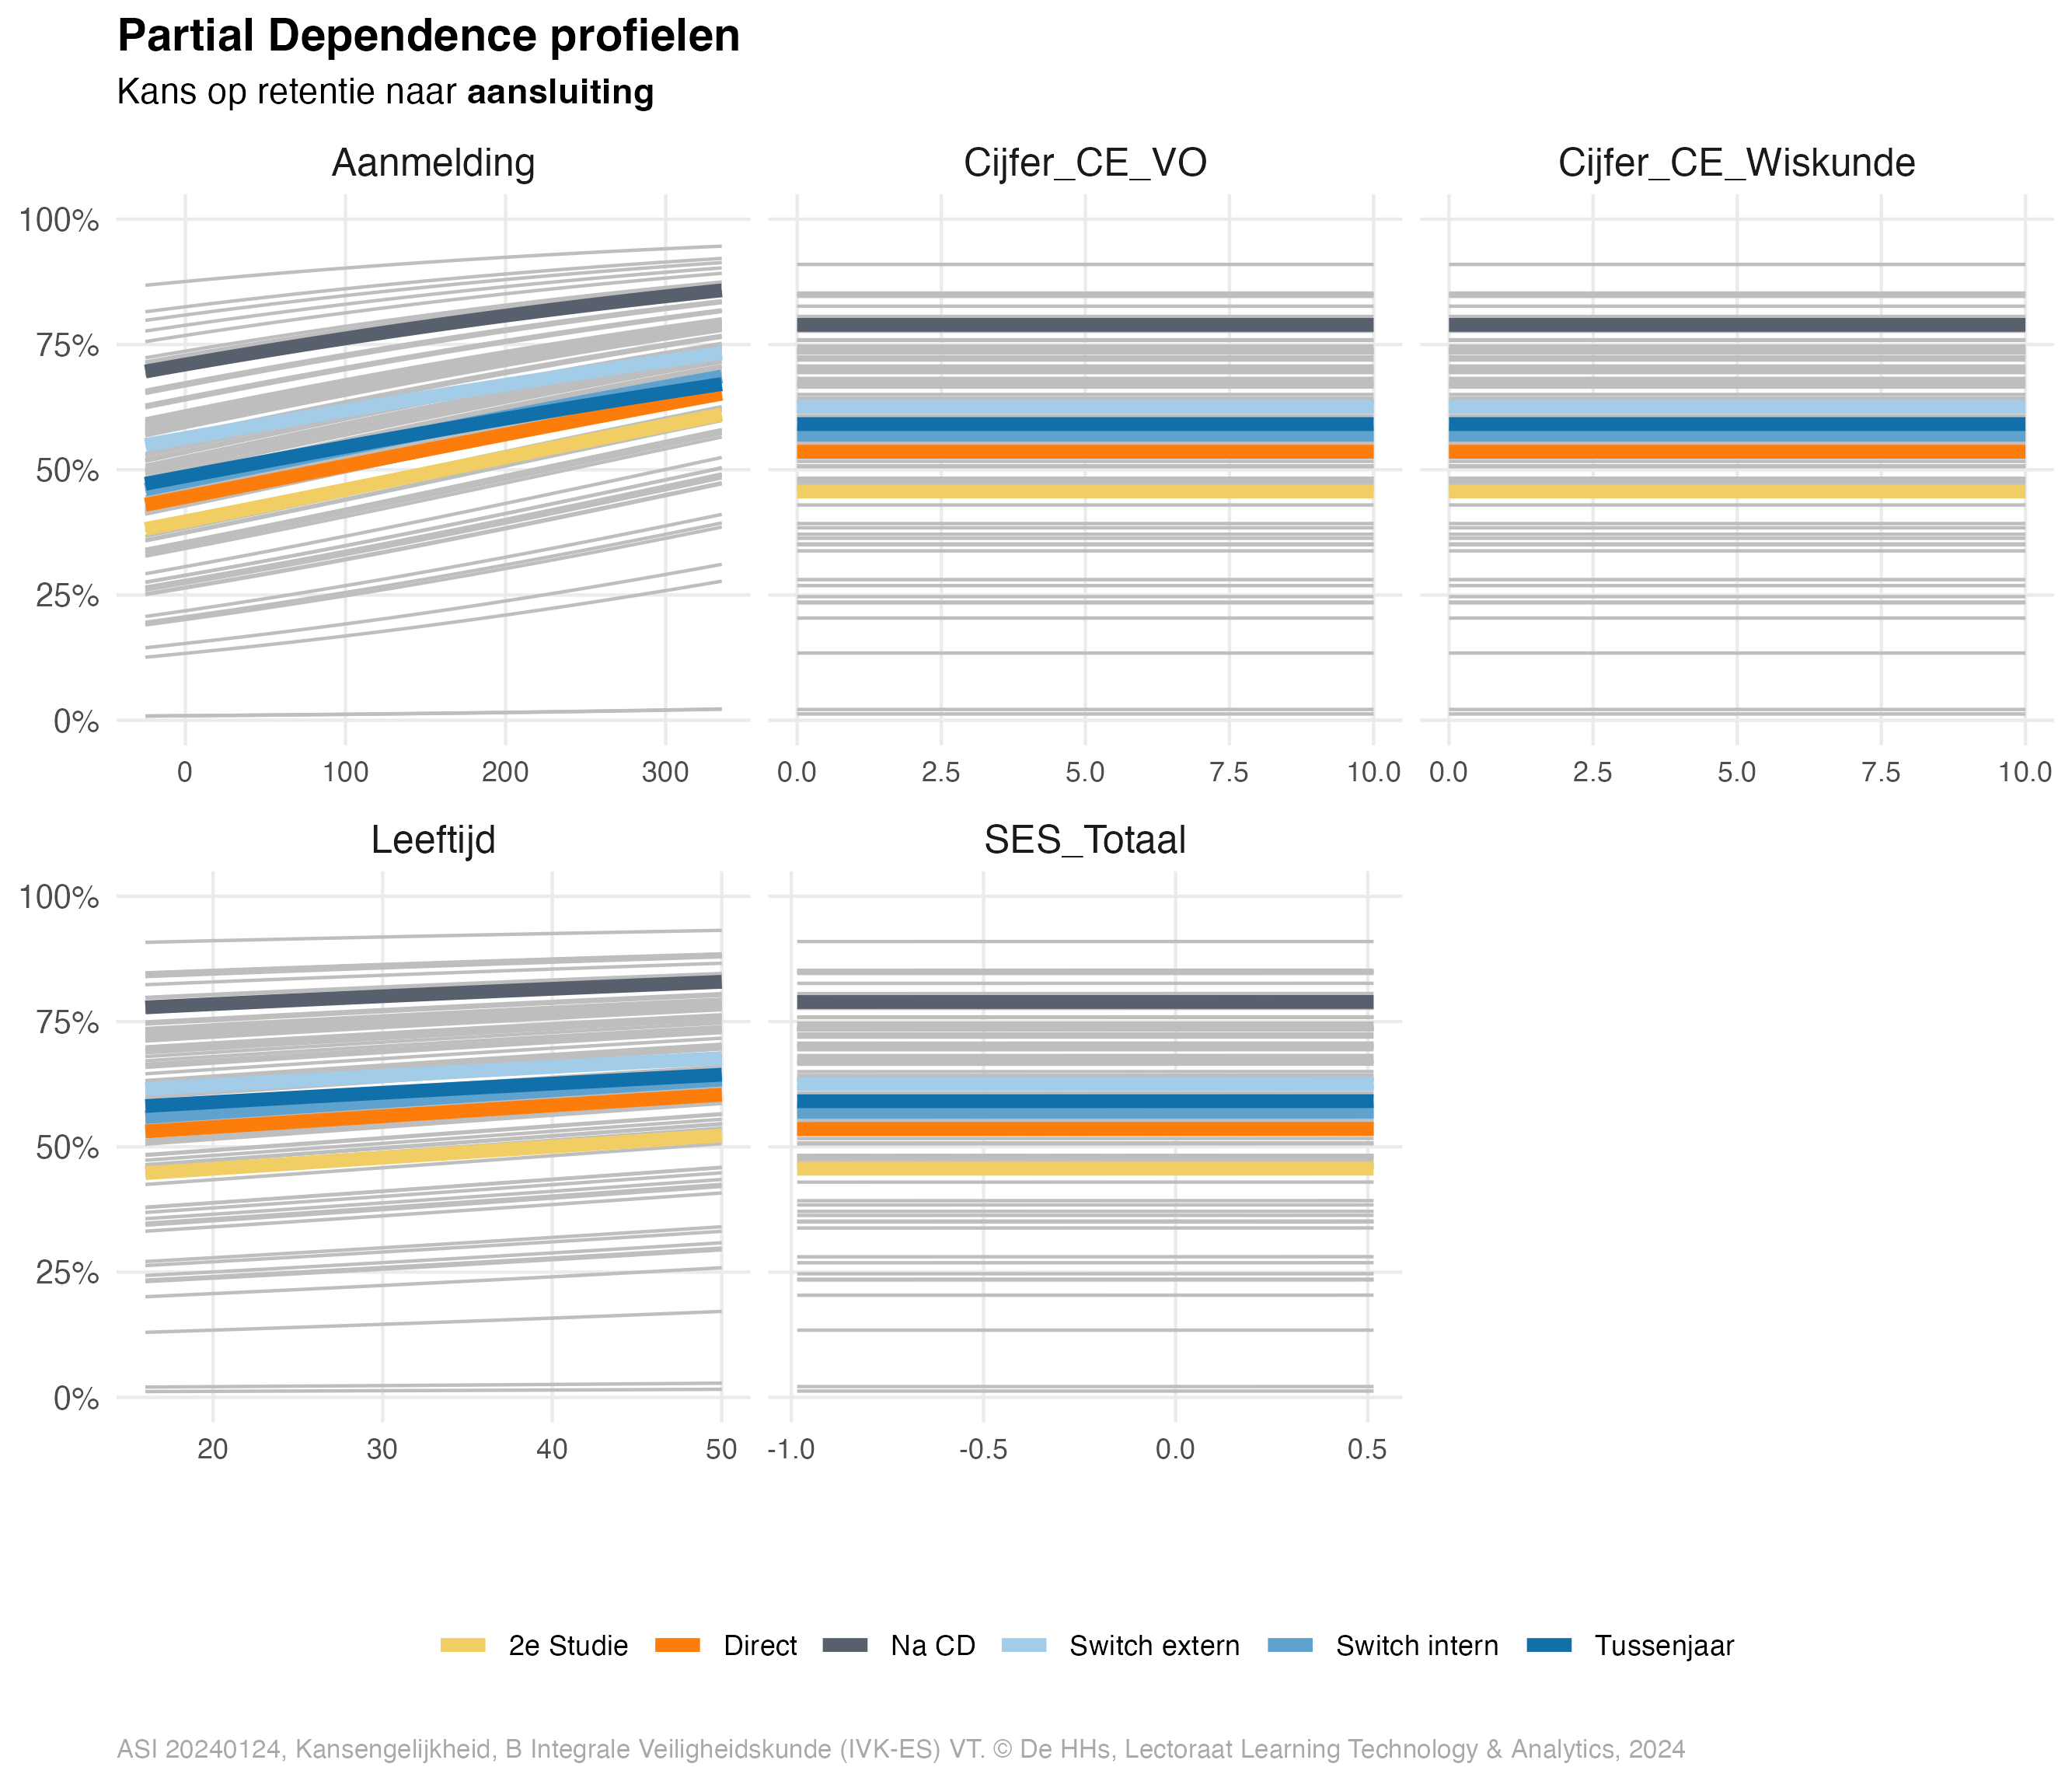 Partial Dependence profielen
Kans op retentie naar aansluiting
Aanmelding
Cijfer_CE_VO
Cijfer_CE_Wiskunde
100%
75%
50%
25%
0%
0 100 200 300
0.0 2.5 5.0 7.5 10.0
0.0 2.5 5.0 7.5 10.0
Leeftijd
SES_Totaal
100%
75%
50%
25%
0%
20 30 40 50
-1.0 -0.5 0.0 0.5
2e Studie Direct Na CD Switch extern Switch intern Tussenjaar
ASI 20240124, Kansengelijkheid, B Integrale Veiligheidskunde (IVK-ES) VT. © De HHs, Lectoraat Learning Technology & Analytics, 2024